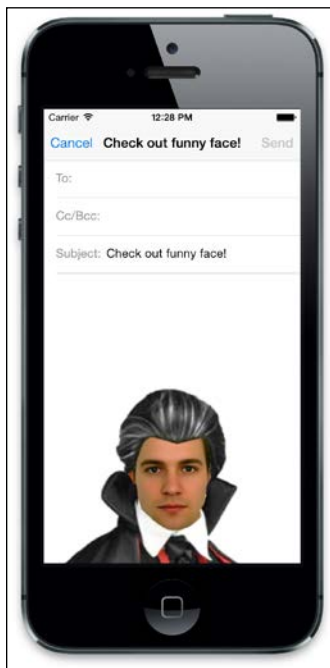 Carrier 12:28 PM
Cancel Check out funny face! Send
To:
Cc/Bcc:
Subject: Check out funny face!